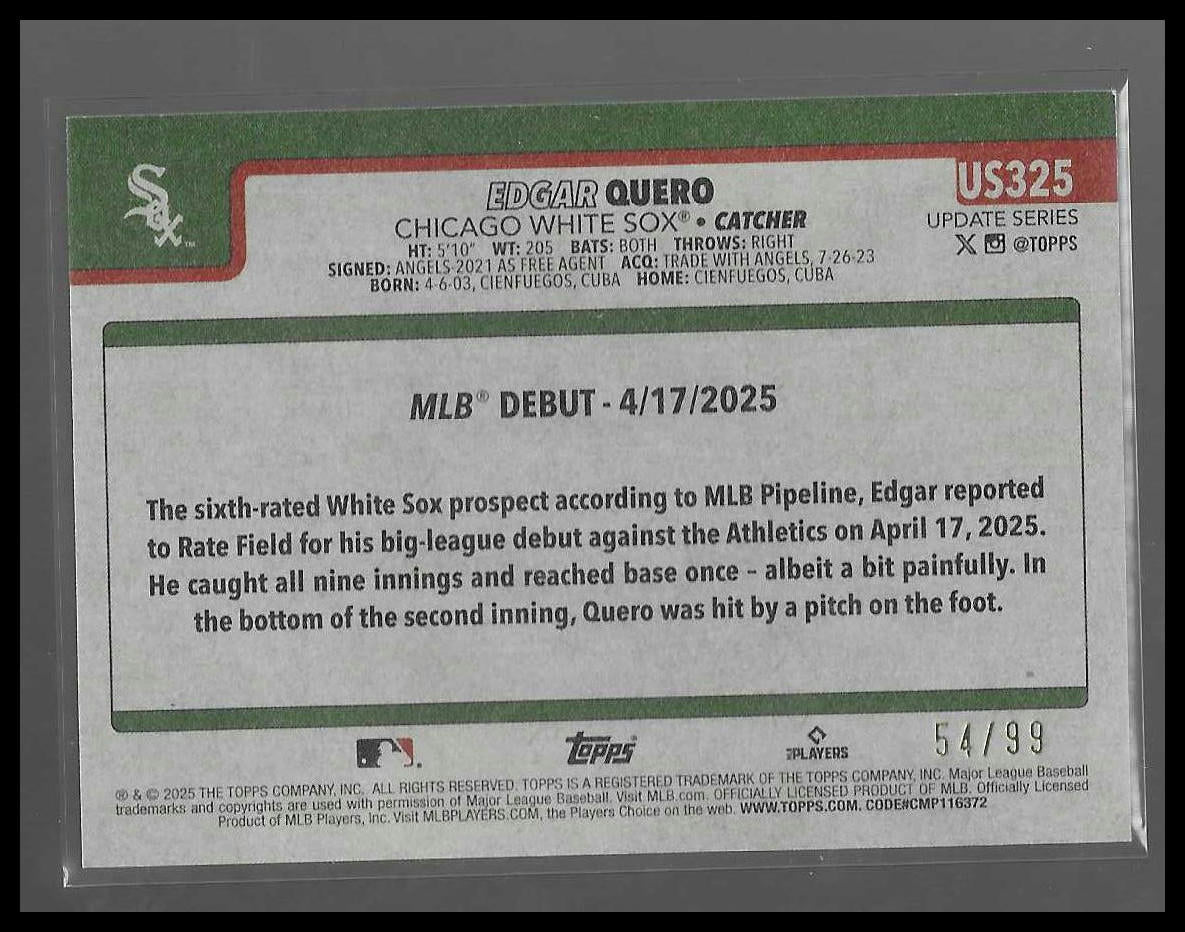 Sox™
EDGAR QUERO
US325
CHICAGO WHITE SOX® • CATCHER
UPDATE SERIES
HT: 5'10" WT: 205 BATS: BOTH THROWS: RIGHT
@TOPPS
SIGNED: ANGELS 2021 AS FREE AGENT ACQ: TRADE WITH ANGELS, 7-26-23
BORN: 4-6-03, CIENFUEGOS, CUBA HOME: CIENFUEGOS, CUBA
MLB® DEBUT - 4/17/2025
The sixth-rated White Sox prospect according to MLB Pipeline, Edgar reported
to Rate Field for his big-league debut against the Athletics on April 17, 2025.
He caught all nine innings and reached base once – albeit a bit painfully. In
the bottom of the second inning, Quero was hit by a pitch on the foot.
topps®
MLB PLAYERS
54/99
® & © 2025 THE TOPPS COMPANY, INC. ALL RIGHTS RESERVED. TOPPS IS A REGISTERED TRADEMARK OF THE TOPPS COMPANY, INC. Major League Baseball
trademarks and copyrights are used with permission of Major League Baseball. Visit MLB.com. OFFICIALLY LICENSED PRODUCT OF MLB. Officially Licensed
Product of MLB Players, Inc. Visit MLBPLAYERS.COM, the Players Choice on the web. WWW.TOPPS.COM. CODE#CMP116372